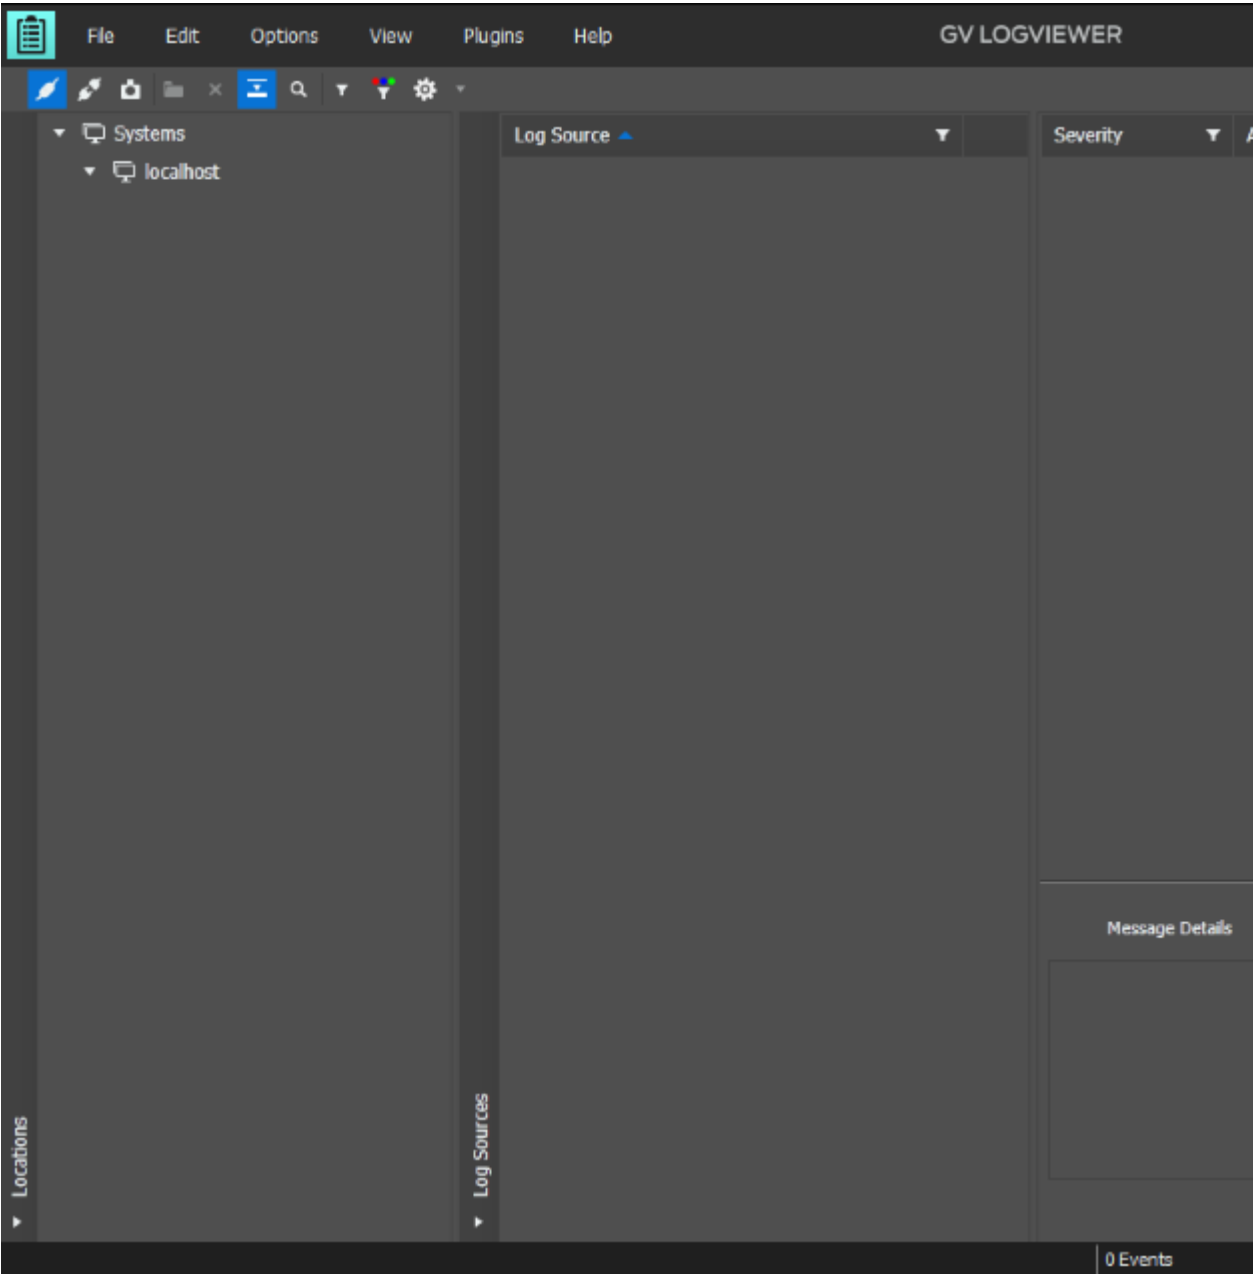 File Edit Options View Plugins Help GV LOGVIEWER
Systems
localhost
Log Source
Severity A
Message Details
Locations
Log Sources
0 Events